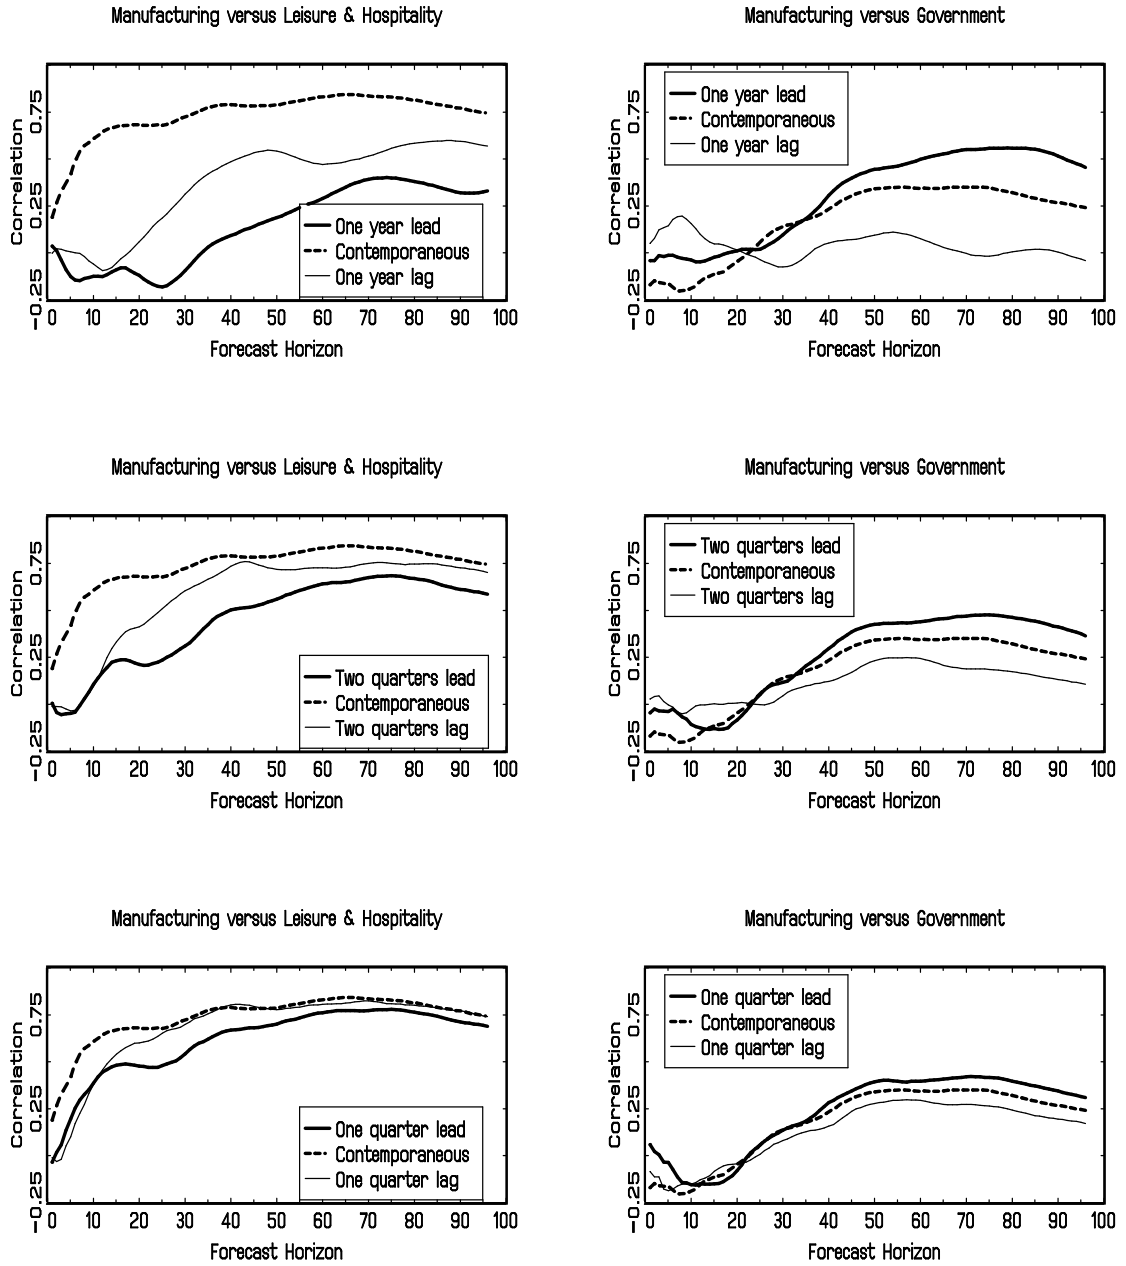 Manufacturing versus Leisure & Hospitality
Correlation
-0.25 0.25 0.75
One year lead
Contemporaneous
One year lag
0 10 20 30 40 50 60 70 80 90 100
Forecast Horizon
Manufacturing versus Government
Correlation
-0.25 0.25 0.75
One year lead
Contemporaneous
One year lag
0 10 20 30 40 50 60 70 80 90 100
Forecast Horizon
Manufacturing versus Leisure & Hospitality
Correlation
-0.25 0.25 0.75
Two quarters lead
Contemporaneous
Two quarters lag
0 10 20 30 40 50 60 70 80 90 100
Forecast Horizon
Manufacturing versus Government
Correlation
-0.25 0.25 0.75
Two quarters lead
Contemporaneous
Two quarters lag
0 10 20 30 40 50 60 70 80 90 100
Forecast Horizon
Manufacturing versus Leisure & Hospitality
Correlation
-0.25 0.25 0.75
One quarter lead
Contemporaneous
One quarter lag
0 10 20 30 40 50 60 70 80 90 100
Forecast Horizon
Manufacturing versus Government
Correlation
-0.25 0.25 0.75
One quarter lead
Contemporaneous
One quarter lag
0 10 20 30 40 50 60 70 80 90 100
Forecast Horizon